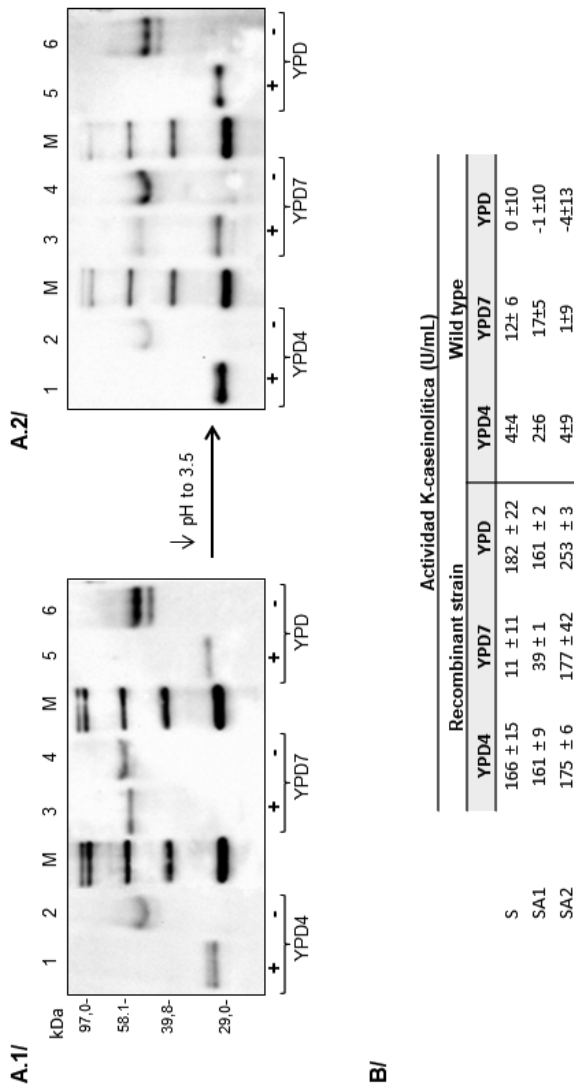 A.1/
kDa
1 2 M 3 4 M 5 6
97,0-
58.1-
39,8-
29,0-
+ - + - + -
YPD4 YPD7 YPD
↓ pH to 3.5
A.2/
1 2 M 3 4 M 5 6
+ - + - + -
YPD4 YPD7 YPD
B/
Actividad K-caseinolítica (U/mL)
Recombinant strain Wild type
YPD4 YPD7 YPD YPD4 YPD7 YPD
S 166 ±15 11 ±11 182 ±22 4±4 12±6 0 ±10
SA1 161 ±9 39 ±1 161 ±2 2±6 17±5 -1 ±10
SA2 175 ±6 177 ±42 253 ±3 4±9 1±9 -4±13